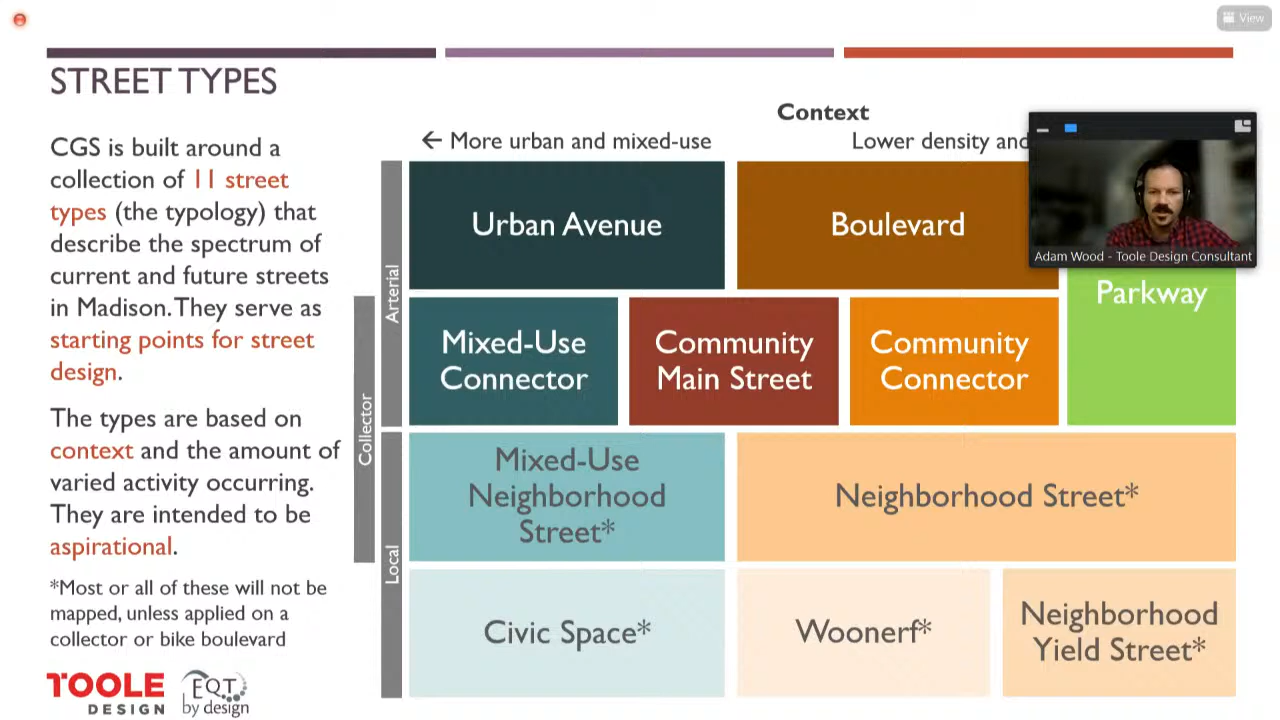 View
STREET TYPES
CGS is built around a
collection of 11 street
types (the typology) that
describe the spectrum of
current and future streets
in Madison. They serve as
starting points for street
design.
The types are based on
context and the amount of
varied activity occurring.
They are intended to be
aspirational.
*Most or all of these will not be
mapped, unless applied on a
collector or bike boulevard
TOOLE
DESIGN
EQT
by design
Context
← More urban and mixed-use
Lower density and
Adam Wood - Toole Design Consultant
Arterial
Collector
Local
Urban Avenue
Boulevard
Parkway
Mixed-Use
Connector
Community
Main Street
Community
Connector
Mixed-Use
Neighborhood
Street*
Neighborhood Street*
Civic Space*
Woonerf*
Neighborhood
Yield Street*